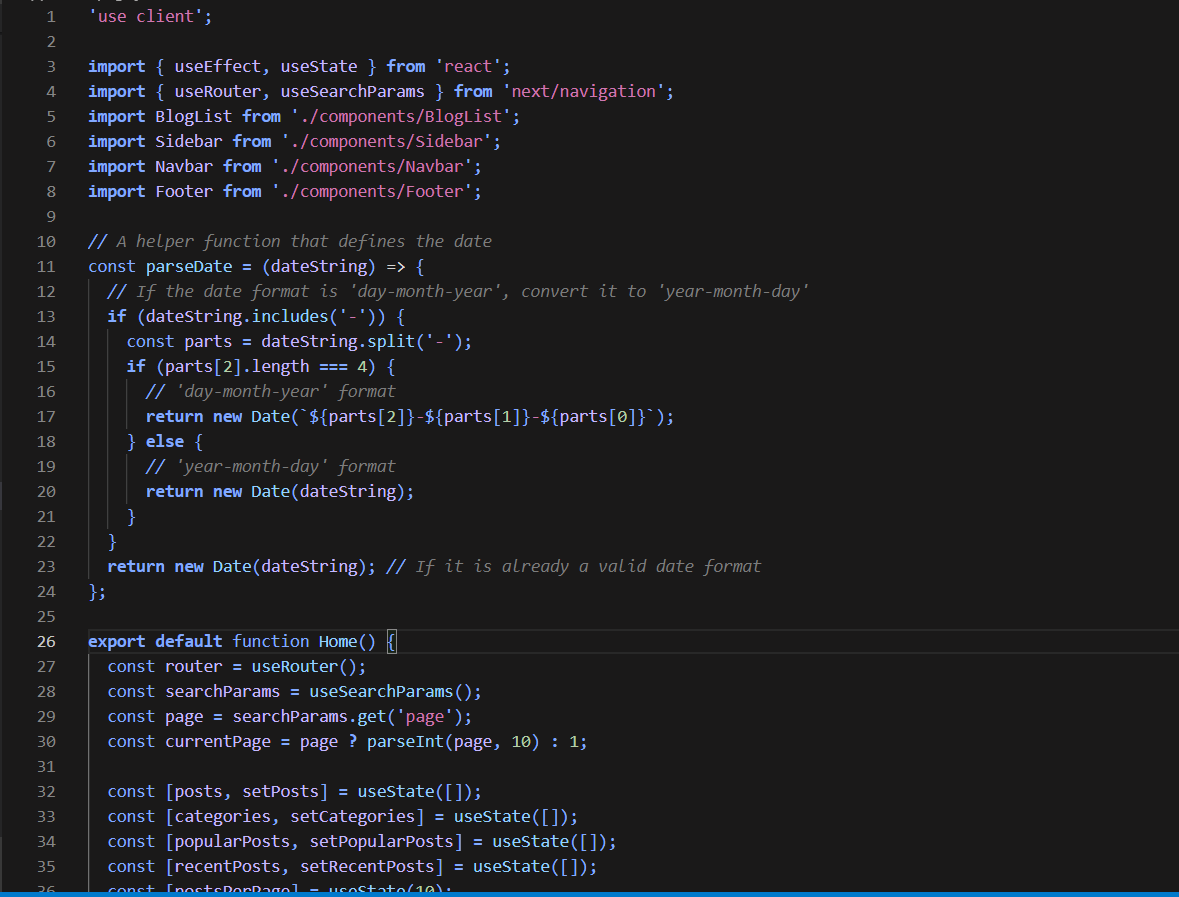 1 'use client';
2
3 import { useEffect, useState } from 'react';
4 import { useRouter, useSearchParams } from 'next/navigation';
5 import BlogList from './components/BlogList';
6 import Sidebar from './components/Sidebar';
7 import Navbar from './components/Navbar';
8 import Footer from './components/Footer';
9
10 // A helper function that defines the date
11 const parseDate = (dateString) => {
12   // If the date format is 'day-month-year', convert it to 'year-month-day'
13   if (dateString.includes('-')) {
14     const parts = dateString.split('-');
15     if (parts[2].length === 4) {
16       // 'day-month-year' format
17       return new Date(`${parts[2]}-${parts[1]}-${parts[0]}`);
18     } else {
19       // 'year-month-day' format
20       return new Date(dateString);
21     }
22   }
23   return new Date(dateString); // If it is already a valid date format
24 };
25
26 export default function Home() {
27   const router = useRouter();
28   const searchParams = useSearchParams();
29   const page = searchParams.get('page');
30   const currentPage = page ? parseInt(page, 10) : 1;
31
32   const [posts, setPosts] = useState([]);
33   const [categories, setCategories] = useState([]);
34   const [popularPosts, setPopularPosts] = useState([]);
35   const [recentPosts, setRecentPosts] = useState([]);
36   const [postsPerPage] = useState(10);